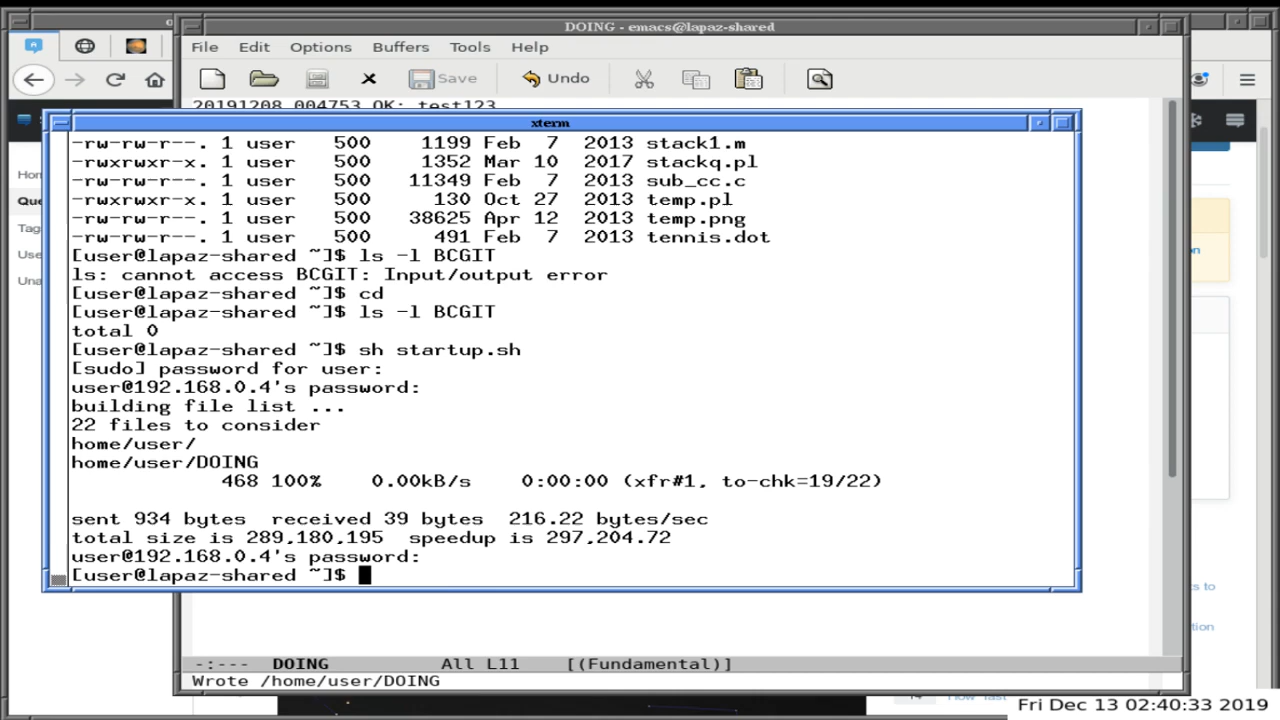 DOING - emacs@lapaz-shared
File Edit Options Buffers Tools Help
Save Undo
20191208 004753 OK: test123
xterm
-rw-rw-r--. 1 user 500 1199 Feb 7 2013 stack1.m
-rwxrwxr-x. 1 user 500 1352 Mar 10 2017 stackq.pl
-rw-rw-r--. 1 user 500 11349 Feb 7 2013 sub_cc.c
-rwxrwxr-x. 1 user 500 130 Oct 27 2013 temp.pl
-rw-rw-r--. 1 user 500 38625 Apr 12 2013 temp.png
-rw-rw-r--. 1 user 500 491 Feb 7 2013 tennis.dot
[user@lapaz-shared ~]$ ls -l BCGIT
ls: cannot access BCGIT: Input/output error
[user@lapaz-shared ~]$ cd
[user@lapaz-shared ~]$ ls -l BCGIT
total 0
[user@lapaz-shared ~]$ sh startup.sh
[sudo] password for user:
user@192.168.0.4's password:
building file list ...
22 files to consider
home/user/
home/user/DOING
468 100% 0.00kB/s 0:00:00 (xfr#1, to-chk=19/22)
sent 934 bytes received 39 bytes 216.22 bytes/sec
total size is 289,180,195 speedup is 297,204.72
user@192.168.0.4's password:
[user@lapaz-shared ~]$
-:--- DOING All L11 [(Fundamental)]
Wrote /home/user/DOING
Fri Dec 13 02:40:33 2019